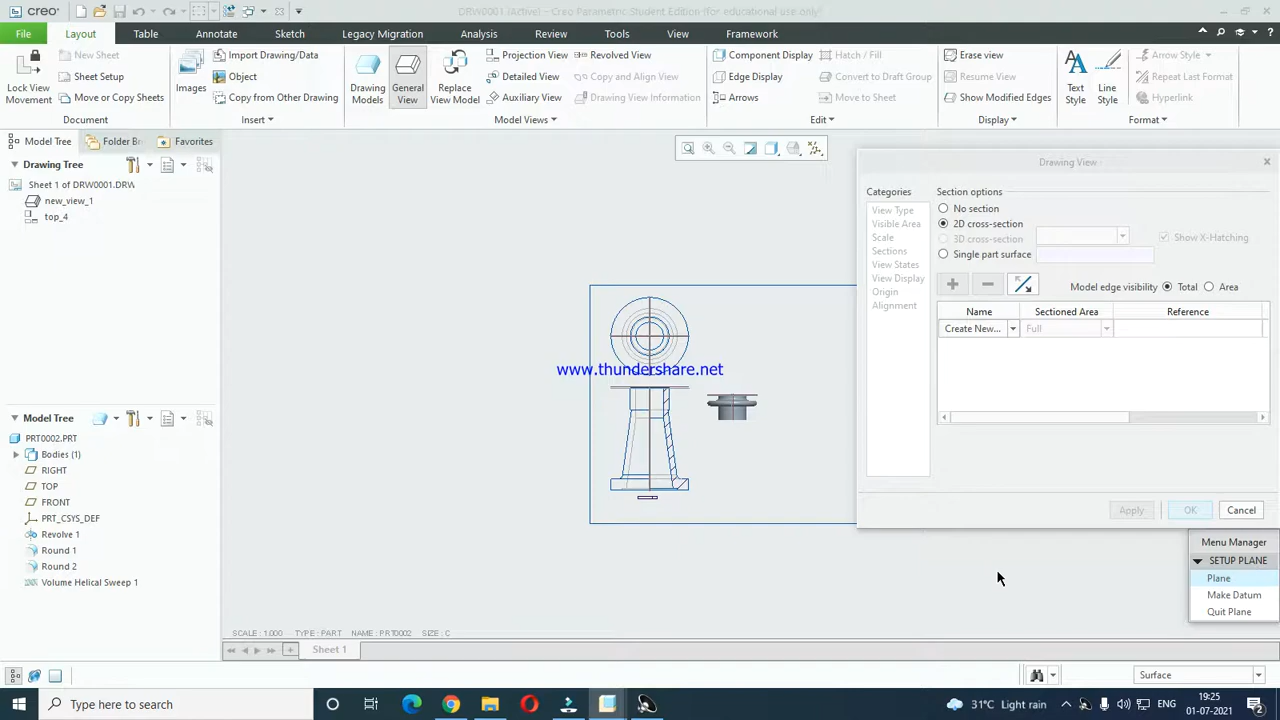 creo
DRW0001 (Active) - Creo Parametric Student Edition (for educational use only)
File Layout Table Annotate Sketch Legacy Migration Analysis Review Tools View Framework
Lock View Movement
New Sheet
Sheet Setup
Move or Copy Sheets
Document
Images
Import Drawing/Data
Object
Copy from Other Drawing
Insert
Drawing Models
General View
Replace View Model
Projection View
Detailed View
Auxiliary View
Revolved View
Copy and Align View
Drawing View Information
Model Views
Component Display
Edge Display
Arrows
Hatch / Fill
Convert to Draft Group
Move to Sheet
Edit
Erase view
Resume View
Show Modified Edges
Display
Text Style
Line Style
Arrow Style
Repeat Last Format
Hyperlink
Format
Model Tree Folder B Favorites
Drawing Tree
Sheet 1 of DRW0001.DRW
new_view_1
top_4
Model Tree
PRT0002.PRT
Bodies (1)
RIGHT
TOP
FRONT
PRT_CSYS_DEF
Revolve 1
Round 1
Round 2
Volume Helical Sweep 1
www.thundershare.net
SCALE : 1.000 TYPE : PART NAME : PRT0002 SIZE : C
Sheet 1
Drawing View
Categories
View Type
Visible Area
Scale
Sections
View States
View Display
Origin
Alignment
Section options
No section
2D cross-section
3D cross-section
Show X-Hatching
Single part surface
Model edge visibility Total Area
Name Sectioned Area Reference
Create New... Full
Apply OK Cancel
Menu Manager
SETUP PLANE
Plane
Make Datum
Quit Plane
Surface
Type here to search
31°C Light rain
ENG
19:25
01-07-2021